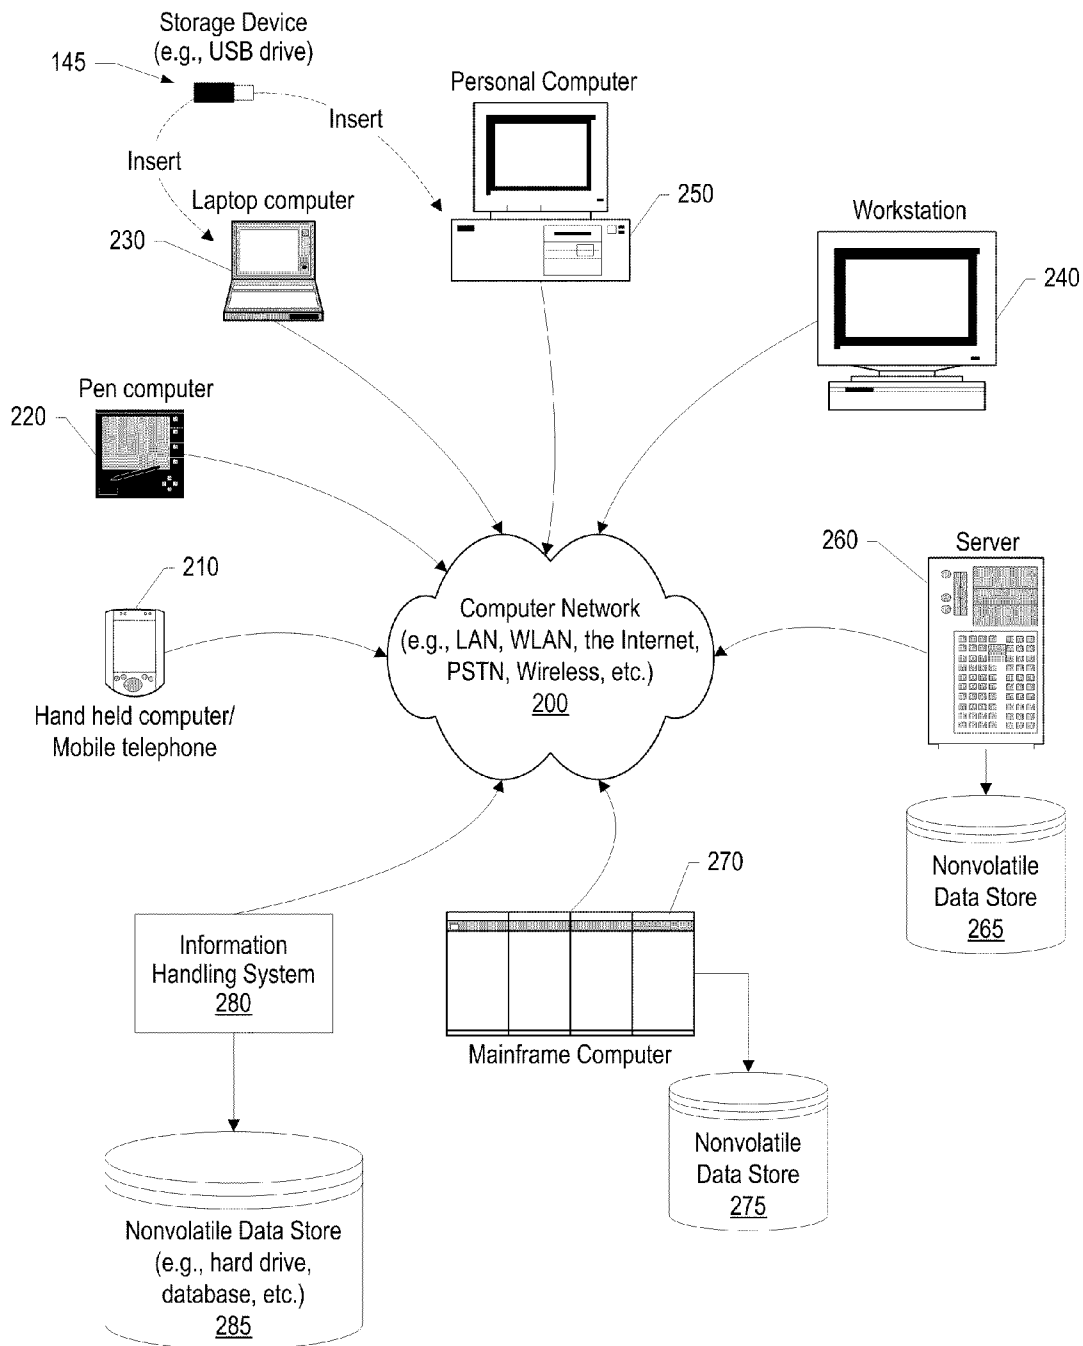 Storage Device
(e.g., USB drive)
145
Insert
Insert
Personal Computer
250
Laptop computer
230
Workstation
240
Pen computer
220
210
Hand held computer/
Mobile telephone
Computer Network
(e.g., LAN, WLAN, the Internet,
PSTN, Wireless, etc.)
200
260
Server
Nonvolatile
Data Store
265
270
Mainframe Computer
Nonvolatile
Data Store
275
Information
Handling System
280
Nonvolatile Data Store
(e.g., hard drive,
database, etc.)
285